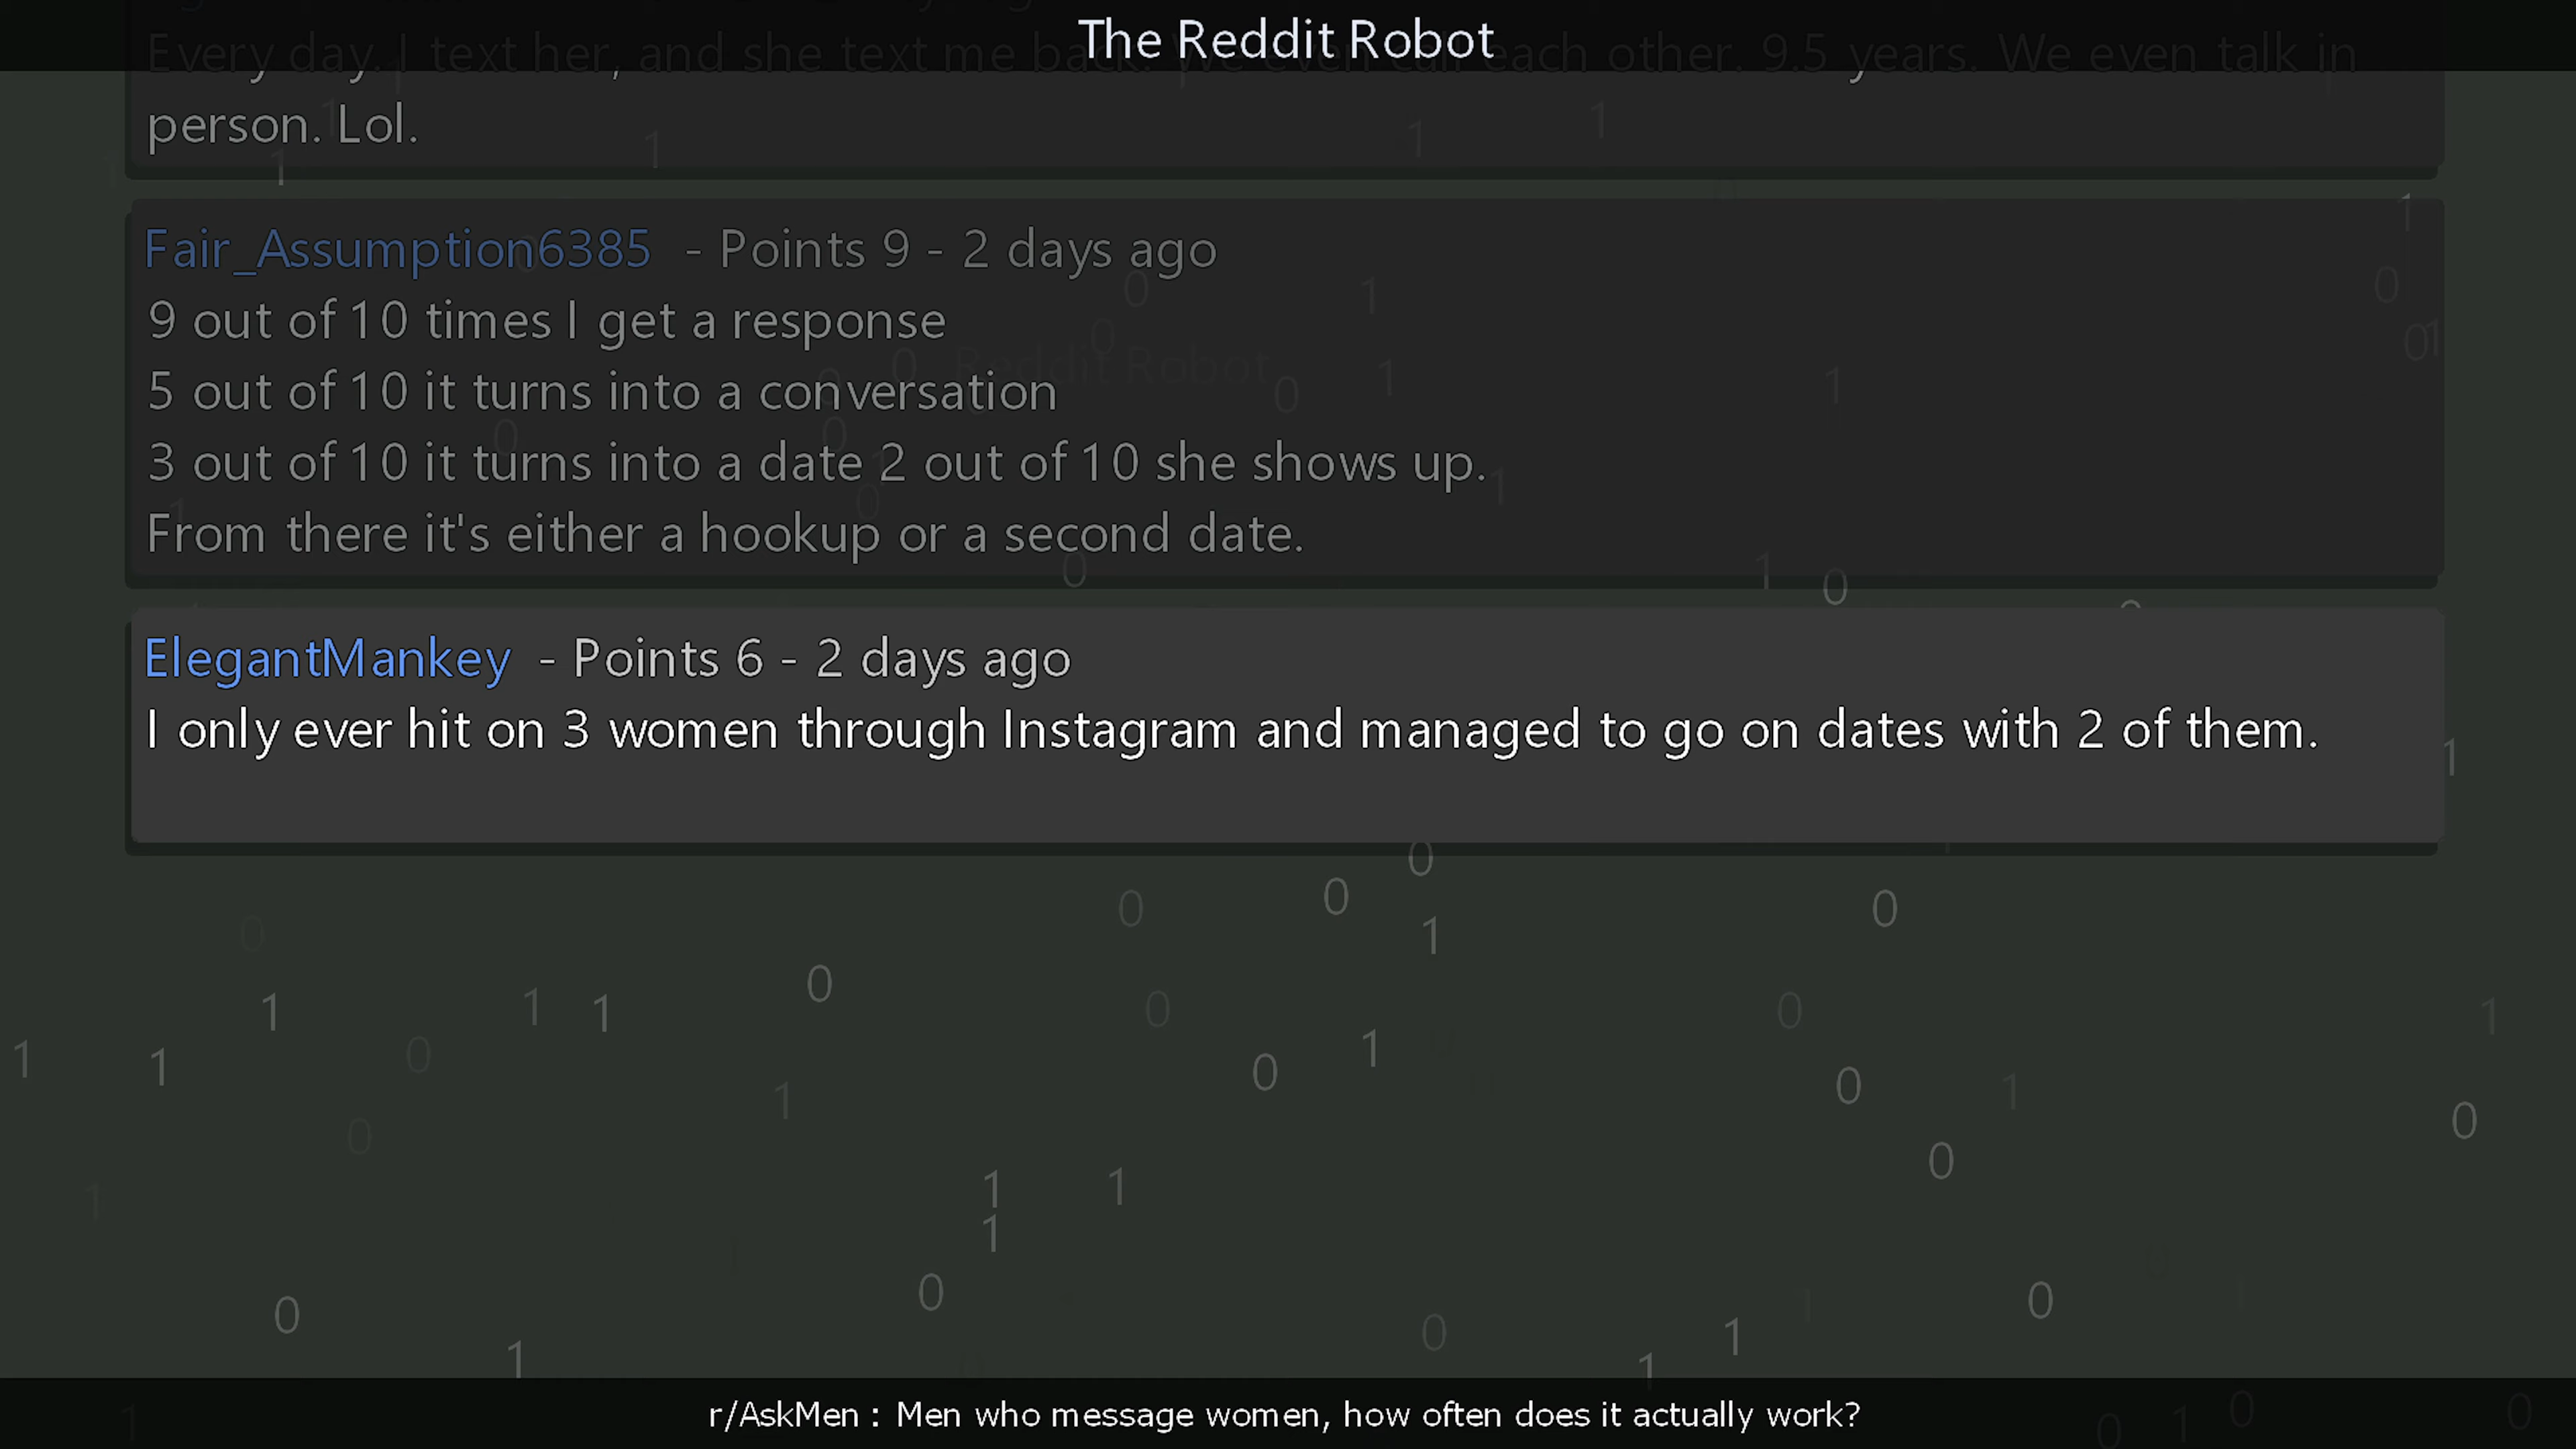 The Reddit Robot
Every day. I text her, and she text me back. We even call each other. 9.5 years. We even talk in
person. Lol.
Fair_Assumption6385 - Points 9 - 2 days ago
9 out of 10 times I get a response
Reddit Robot
5 out of 10 it turns into a conversation
3 out of 10 it turns into a date 2 out of 10 she shows up.
From there it's either a hookup or a second date.
ElegantMankey - Points 6 - 2 days ago
I only ever hit on 3 women through Instagram and managed to go on dates with 2 of them.
r/AskMen : Men who message women, how often does it actually work?